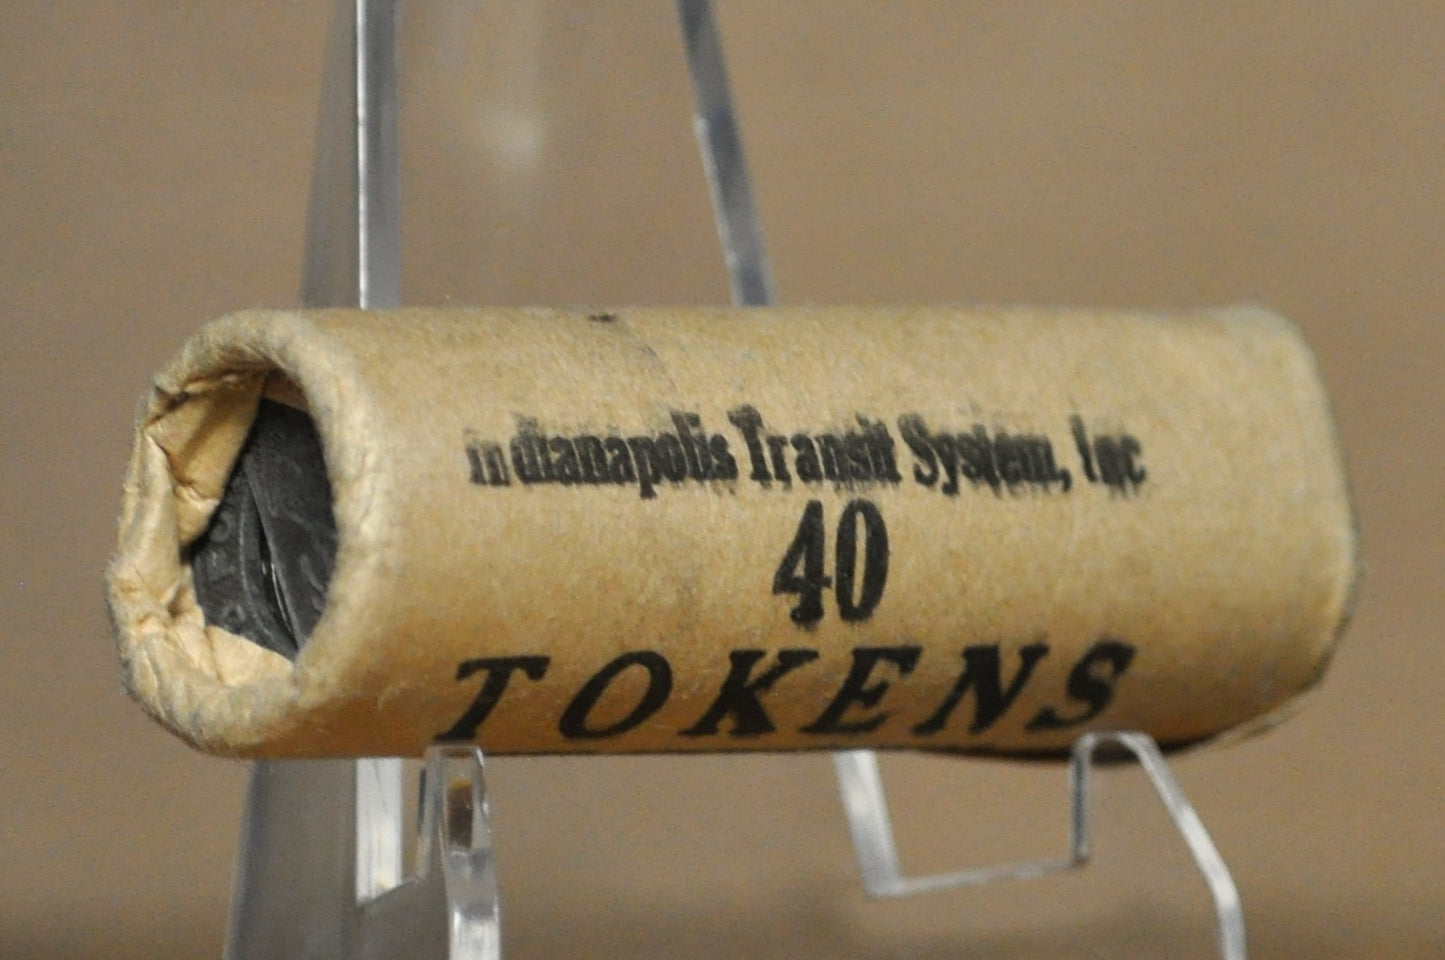 Indianapolis Transit System, Inc
40
TOKENS